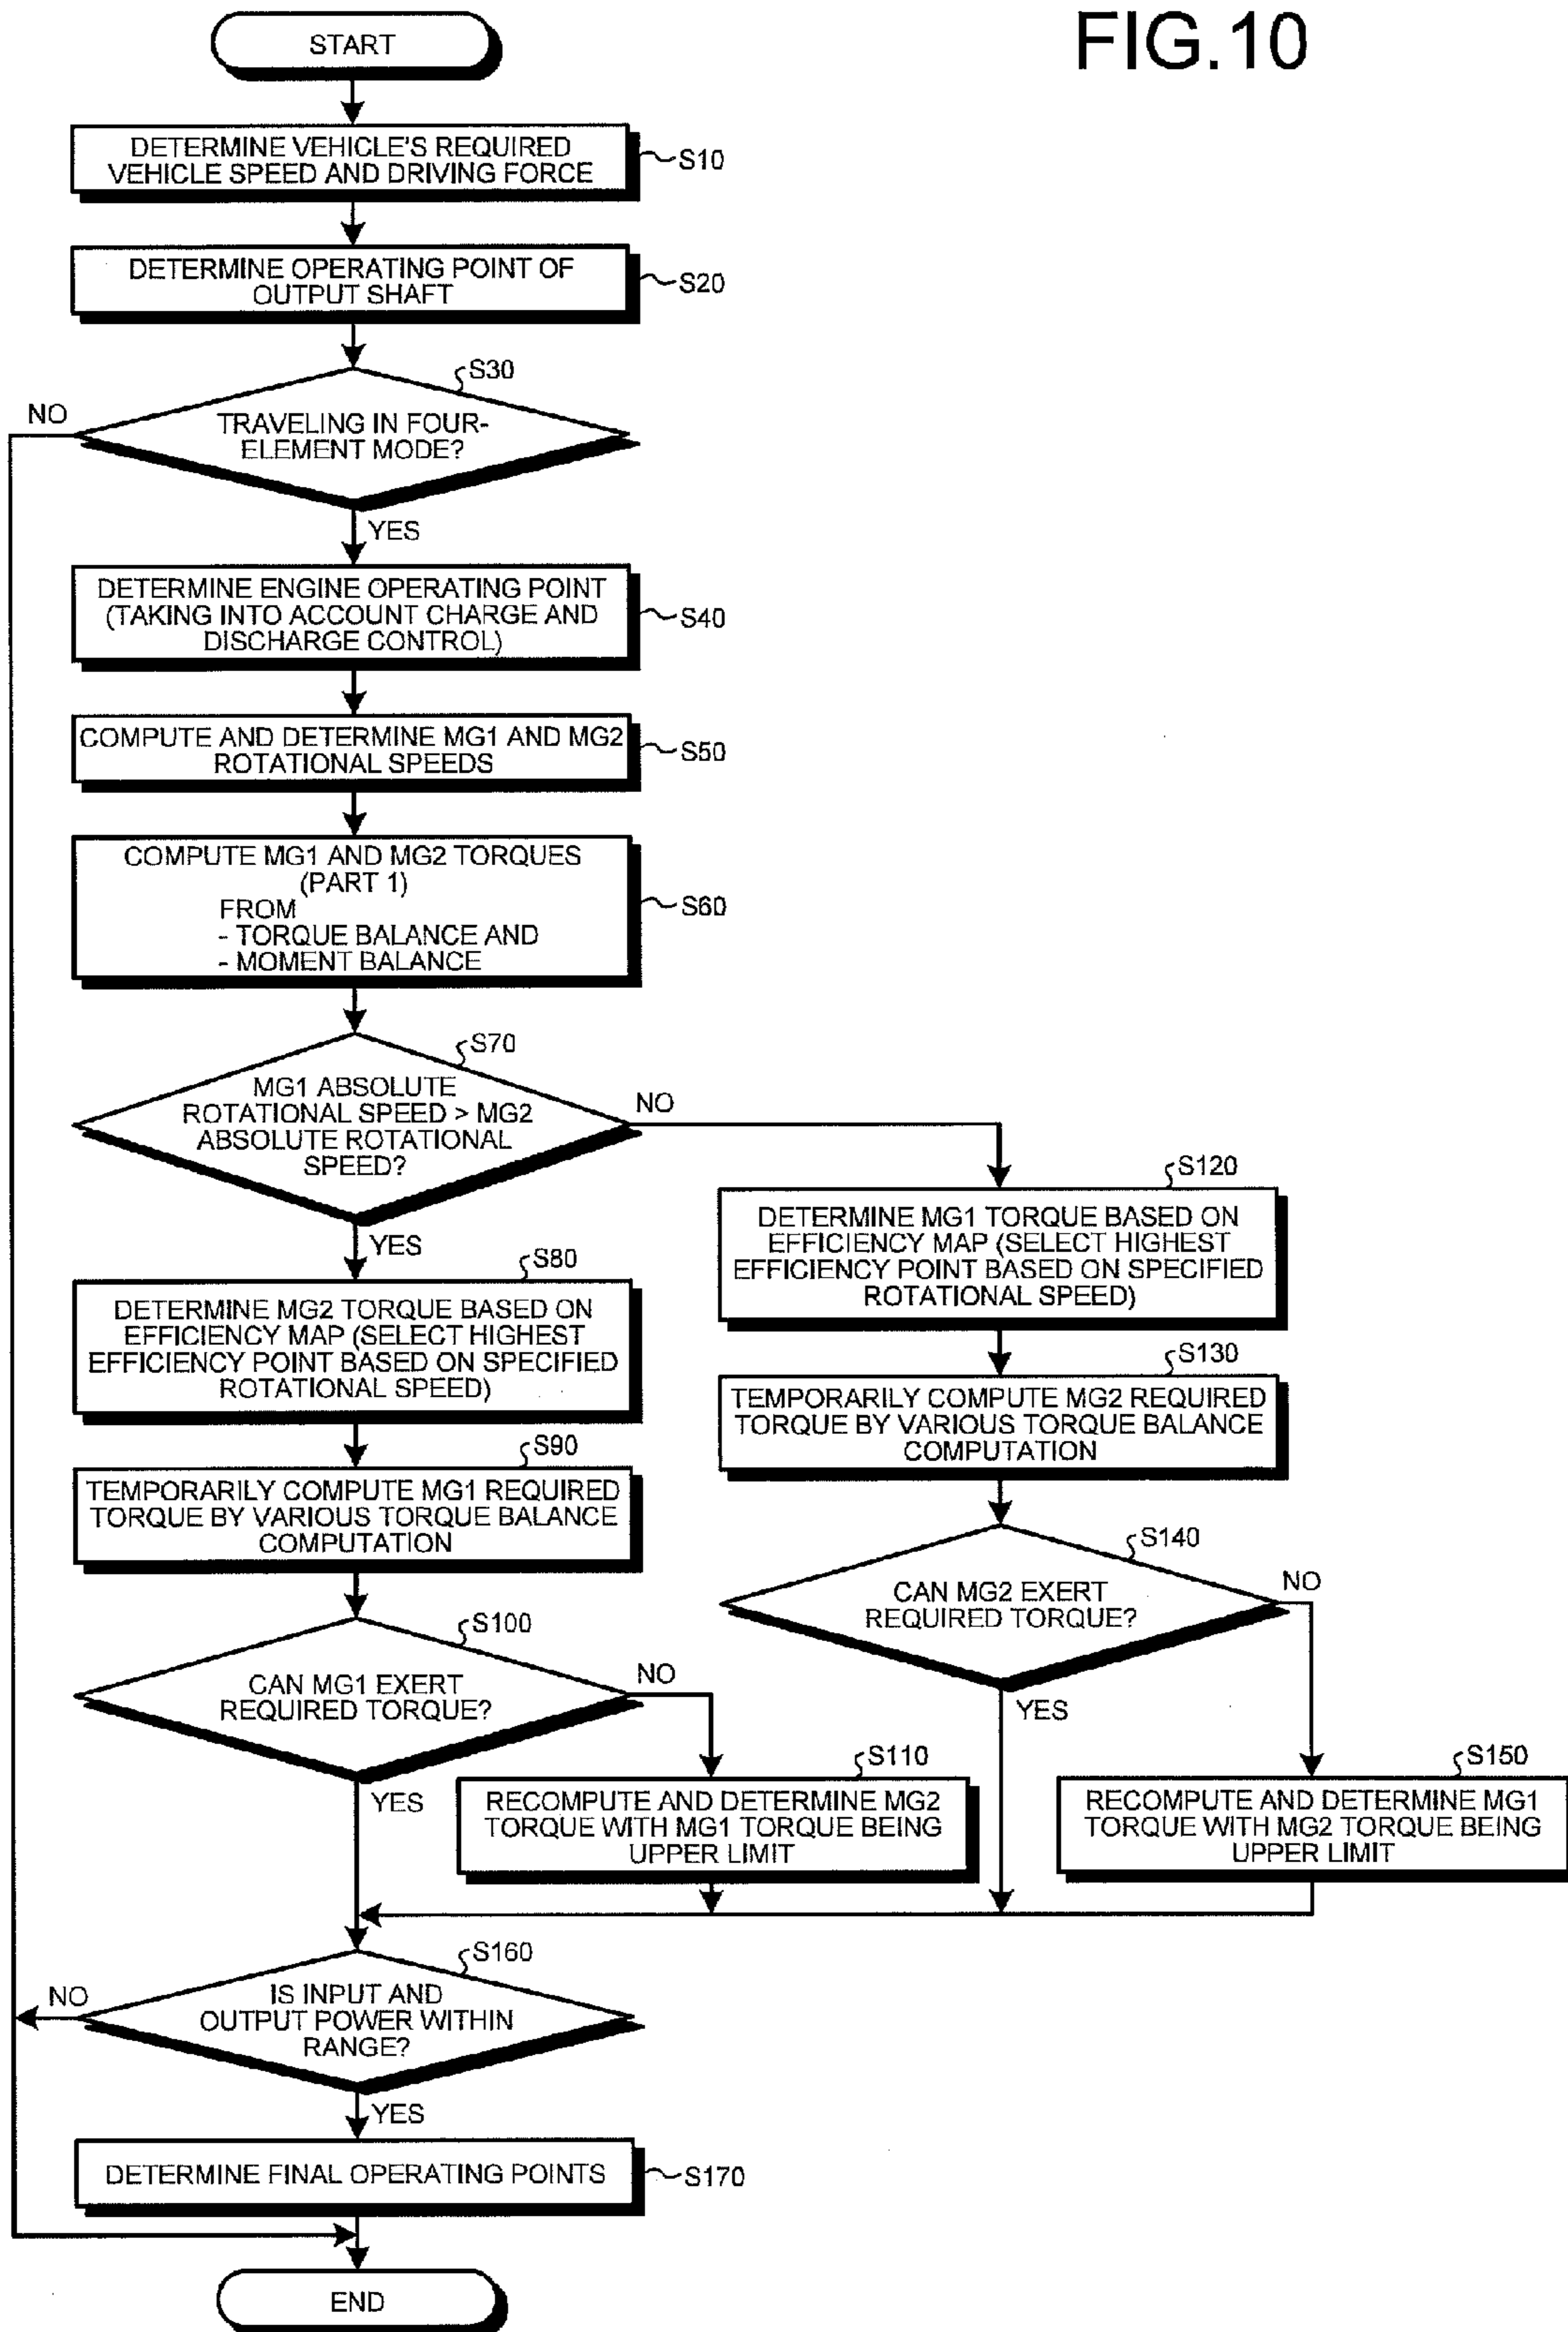 FIG.10
START
DETERMINE VEHICLE'S REQUIRED
VEHICLE SPEED AND DRIVING FORCE
S10
DETERMINE OPERATING POINT OF
OUTPUT SHAFT
S20
S30
NO
TRAVELING IN FOUR-
ELEMENT MODE?
YES
DETERMINE ENGINE OPERATING POINT
(TAKING INTO ACCOUNT CHARGE AND
DISCHARGE CONTROL)
S40
COMPUTE AND DETERMINE MG1 AND MG2
ROTATIONAL SPEEDS
S50
COMPUTE MG1 AND MG2 TORQUES
(PART 1)
FROM
- TORQUE BALANCE AND
- MOMENT BALANCE
S60
S70
MG1 ABSOLUTE
ROTATIONAL SPEED > MG2
ABSOLUTE ROTATIONAL
SPEED?
NO
YES
S80
DETERMINE MG2 TORQUE BASED ON
EFFICIENCY MAP (SELECT HIGHEST
EFFICIENCY POINT BASED ON SPECIFIED
ROTATIONAL SPEED)
S90
TEMPORARILY COMPUTE MG1 REQUIRED
TORQUE BY VARIOUS TORQUE BALANCE
COMPUTATION
S100
CAN MG1 EXERT
REQUIRED TORQUE?
NO
YES
S110
RECOMPUTE AND DETERMINE MG2
TORQUE WITH MG1 TORQUE BEING
UPPER LIMIT
S120
DETERMINE MG1 TORQUE BASED ON
EFFICIENCY MAP (SELECT HIGHEST
EFFICIENCY POINT BASED ON SPECIFIED
ROTATIONAL SPEED)
S130
TEMPORARILY COMPUTE MG2 REQUIRED
TORQUE BY VARIOUS TORQUE BALANCE
COMPUTATION
S140
CAN MG2 EXERT
REQUIRED TORQUE?
NO
YES
S150
RECOMPUTE AND DETERMINE MG1
TORQUE WITH MG2 TORQUE BEING
UPPER LIMIT
S160
NO
IS INPUT AND
OUTPUT POWER WITHIN
RANGE?
YES
DETERMINE FINAL OPERATING POINTS
S170
END